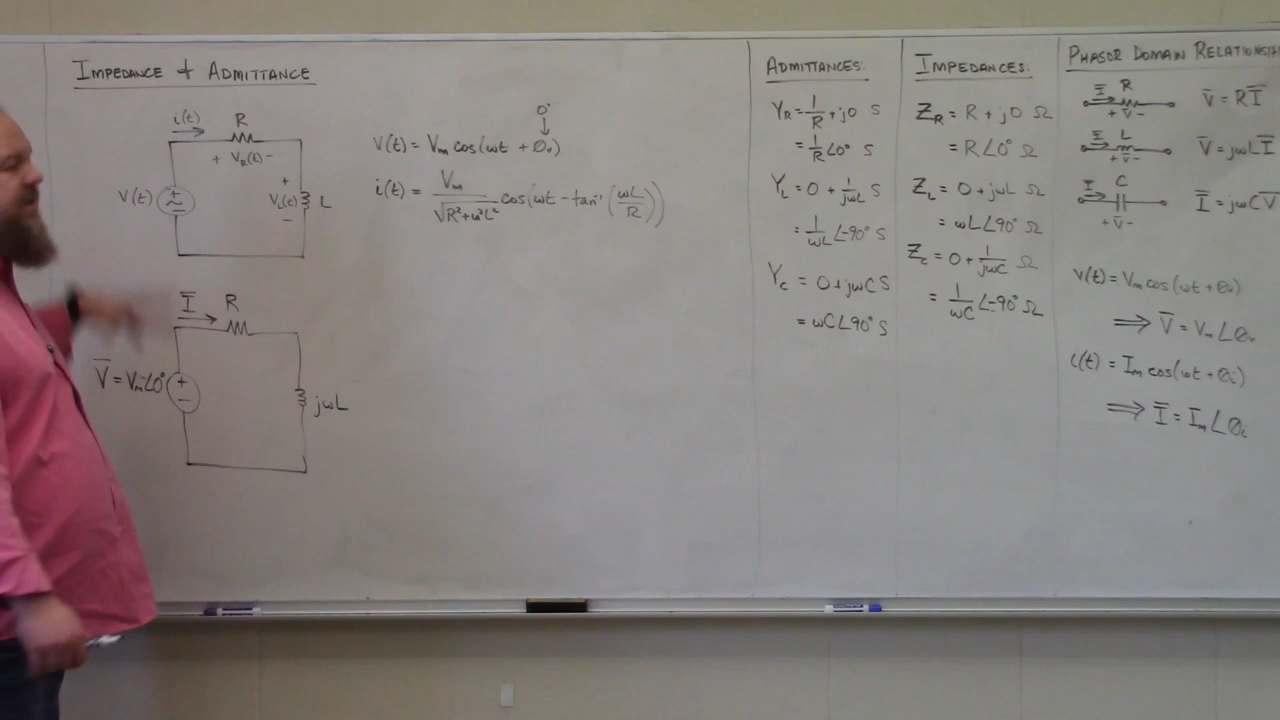 IMPEDANCE & ADMITTANCE
i(t) R
+ V_R(t) -
V(t) + -
+ V_L(t) - L
0°
↓
V(t) = V_m cos(ωt + Θ_v)
i(t) = V_m / √(R²+ω²L²) cos(ωt - tan⁻¹(ωL/R))
I̅ R
V̅ = V_m∠0° + -
jωL
ADMITTANCES:
Y_R = 1/R + j0 S
= 1/R ∠0° S
Y_L = 0 + 1/jωL S
= 1/ωL ∠-90° S
Y_C = 0 + jωC S
= ωC∠90° S
IMPEDANCES:
Z_R = R + j0 Ω
= R∠0° Ω
Z_L = 0 + jωL Ω
= ωL∠90° Ω
Z_C = 0 + 1/jωC Ω
= 1/ωC ∠-90° Ω
PHASOR DOMAIN RELATIONSH
I̅ R + V̅ - V̅ = RI̅
I̅ L + V̅ - V̅ = jωLI̅
I̅ C + V̅ - I̅ = jωCV̅
V(t) = V_m cos(ωt + Θ_v)
⟹ V̅ = V_m∠Θ_v
i(t) = I_m cos(ωt + Θ_i)
⟹ I̅ = I_m∠Θ_i